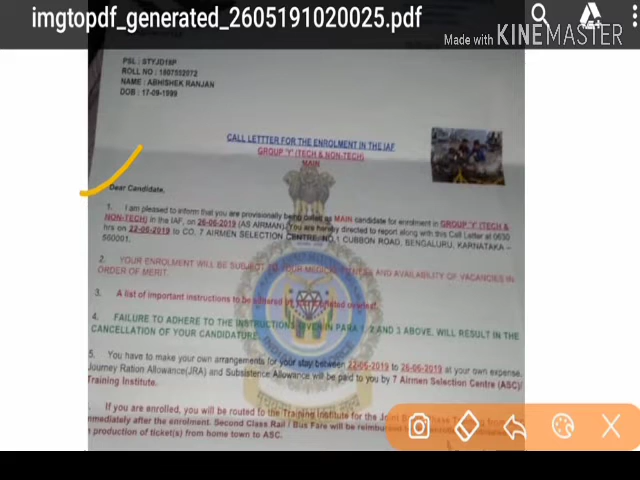 imgtopdf_generated_2605191020025.pdf
Made with KINEMASTER
PSL : STYJD18P
ROLL NO : 1807552072
NAME : ABHISHEK RANJAN
DOB : 17-09-1999
CALL LETTTER FOR THE ENROLMENT IN THE IAF
GROUP 'Y' (TECH & NON-TECH)
MAIN
Dear Candidate,
1. I am pleased to inform that you are provisionally being called as MAIN candidate for enrolment in GROUP 'Y' (TECH &
NON-TECH) in the IAF, on 26-06-2019 (AS AIRMAN). You are hereby directed to report along with this Call Letter at 0630
hrs on 22-06-2019 to CO, 7 AIRMEN SELECTION CENTRE, NO.1 CUBBON ROAD, BENGALURU, KARNATAKA –
560001.
2. YOUR ENROLMENT WILL BE SUBJECT TO YOUR MEDICAL FITNESS AND AVAILABILITY OF VACANCIES IN
ORDER OF MERIT.
3. A list of important instructions to be adhered by overleaf.
4. FAILURE TO ADHERE TO THE INSTRUCTIONS GIVEN IN PARA 1, 2 AND 3 ABOVE, WILL RESULT IN THE
CANCELLATION OF YOUR CANDIDATURE.
5. You have to make your own arrangements for your stay between 22-06-2019 to 26-06-2019 at your own expense.
Journey Ration Allowance(JRA) and Subsistence Allowance will be paid to you by 7 Airmen Selection Centre (ASC)/
Training Institute.
If you are enrolled, you will be routed to the Training Institute for the Joint
immediately after the enrolment. Second Class Rail / Bus Fare will be
production of ticket(s) from home town to ASC.